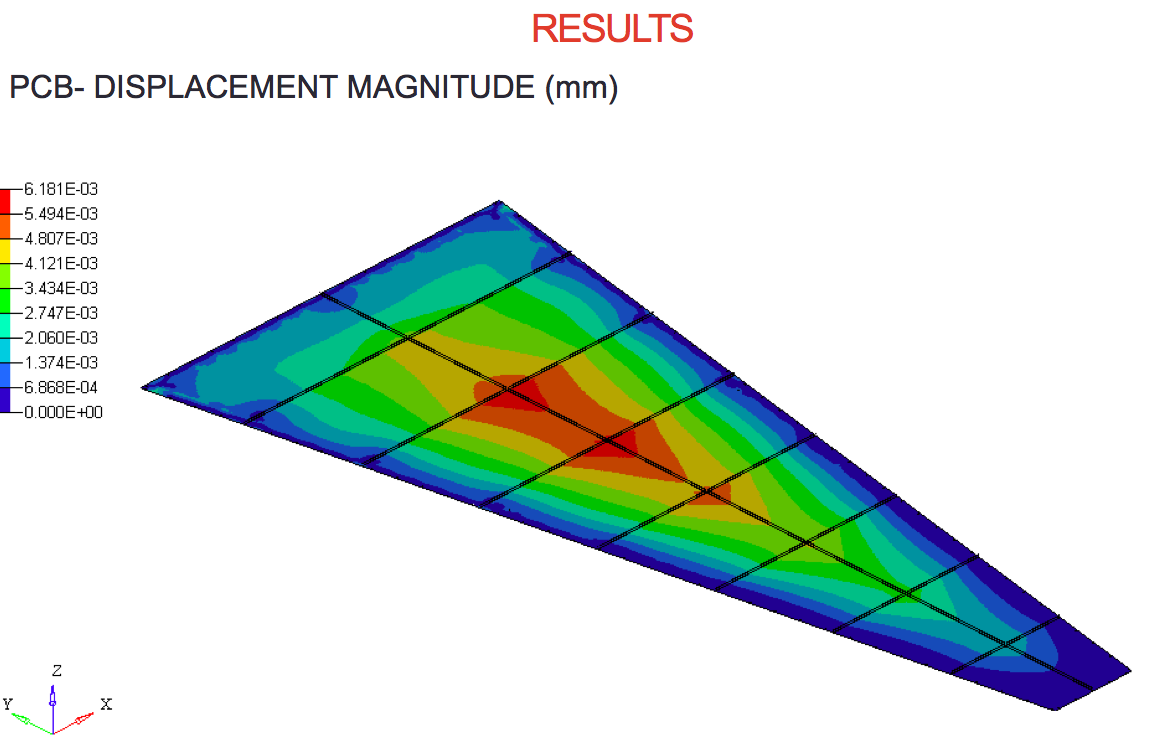 RESULTS
PCB- DISPLACEMENT MAGNITUDE (mm)
6.181E-03
5.494E-03
4.807E-03
4.121E-03
3.434E-03
2.747E-03
2.060E-03
1.374E-03
6.868E-04
0.000E+00
Z
Y
X